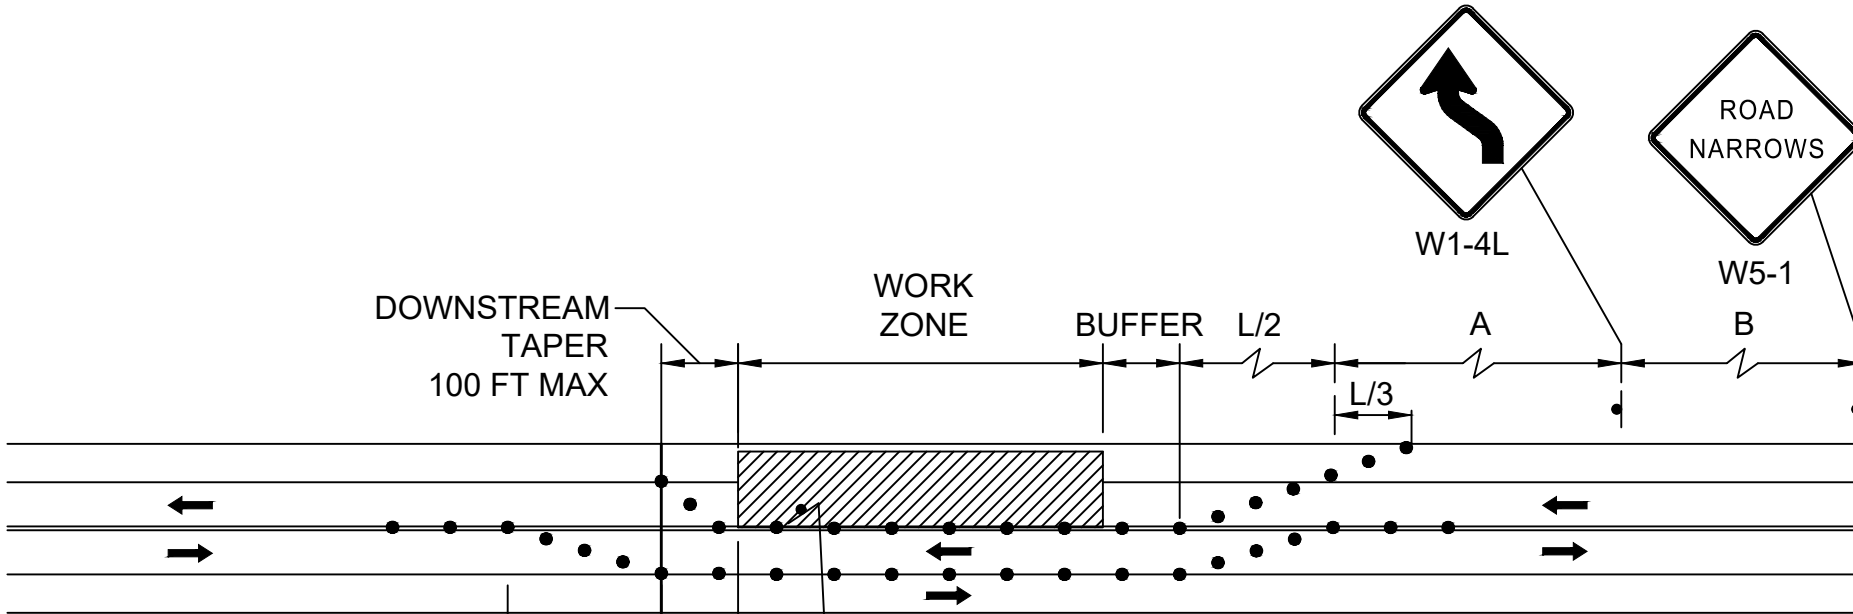 ROAD
NARROWS
W1-4L
W5-1
DOWNSTREAM
TAPER
100 FT MAX
WORK
ZONE
BUFFER
L/2
A
B
L/3